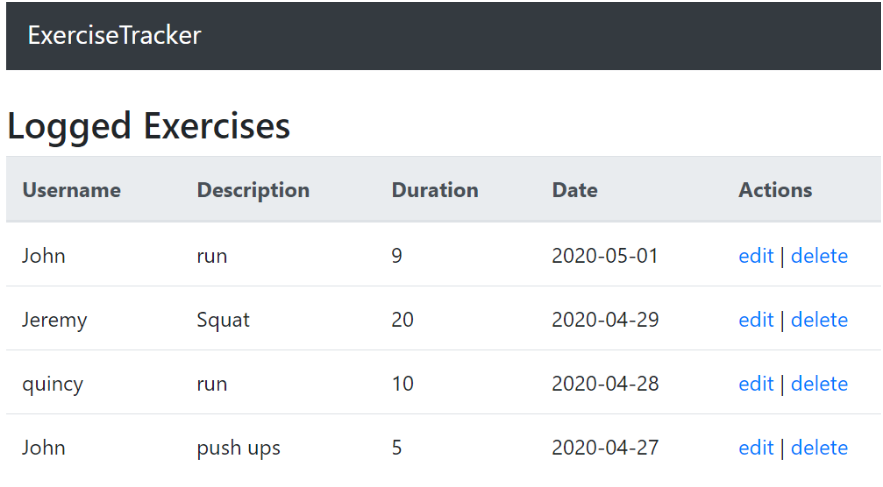 ExerciseTracker
Logged Exercises
Username Description Duration Date Actions
John run 9 2020-05-01 edit | delete
Jeremy Squat 20 2020-04-29 edit | delete
quincy run 10 2020-04-28 edit | delete
John push ups 5 2020-04-27 edit | delete